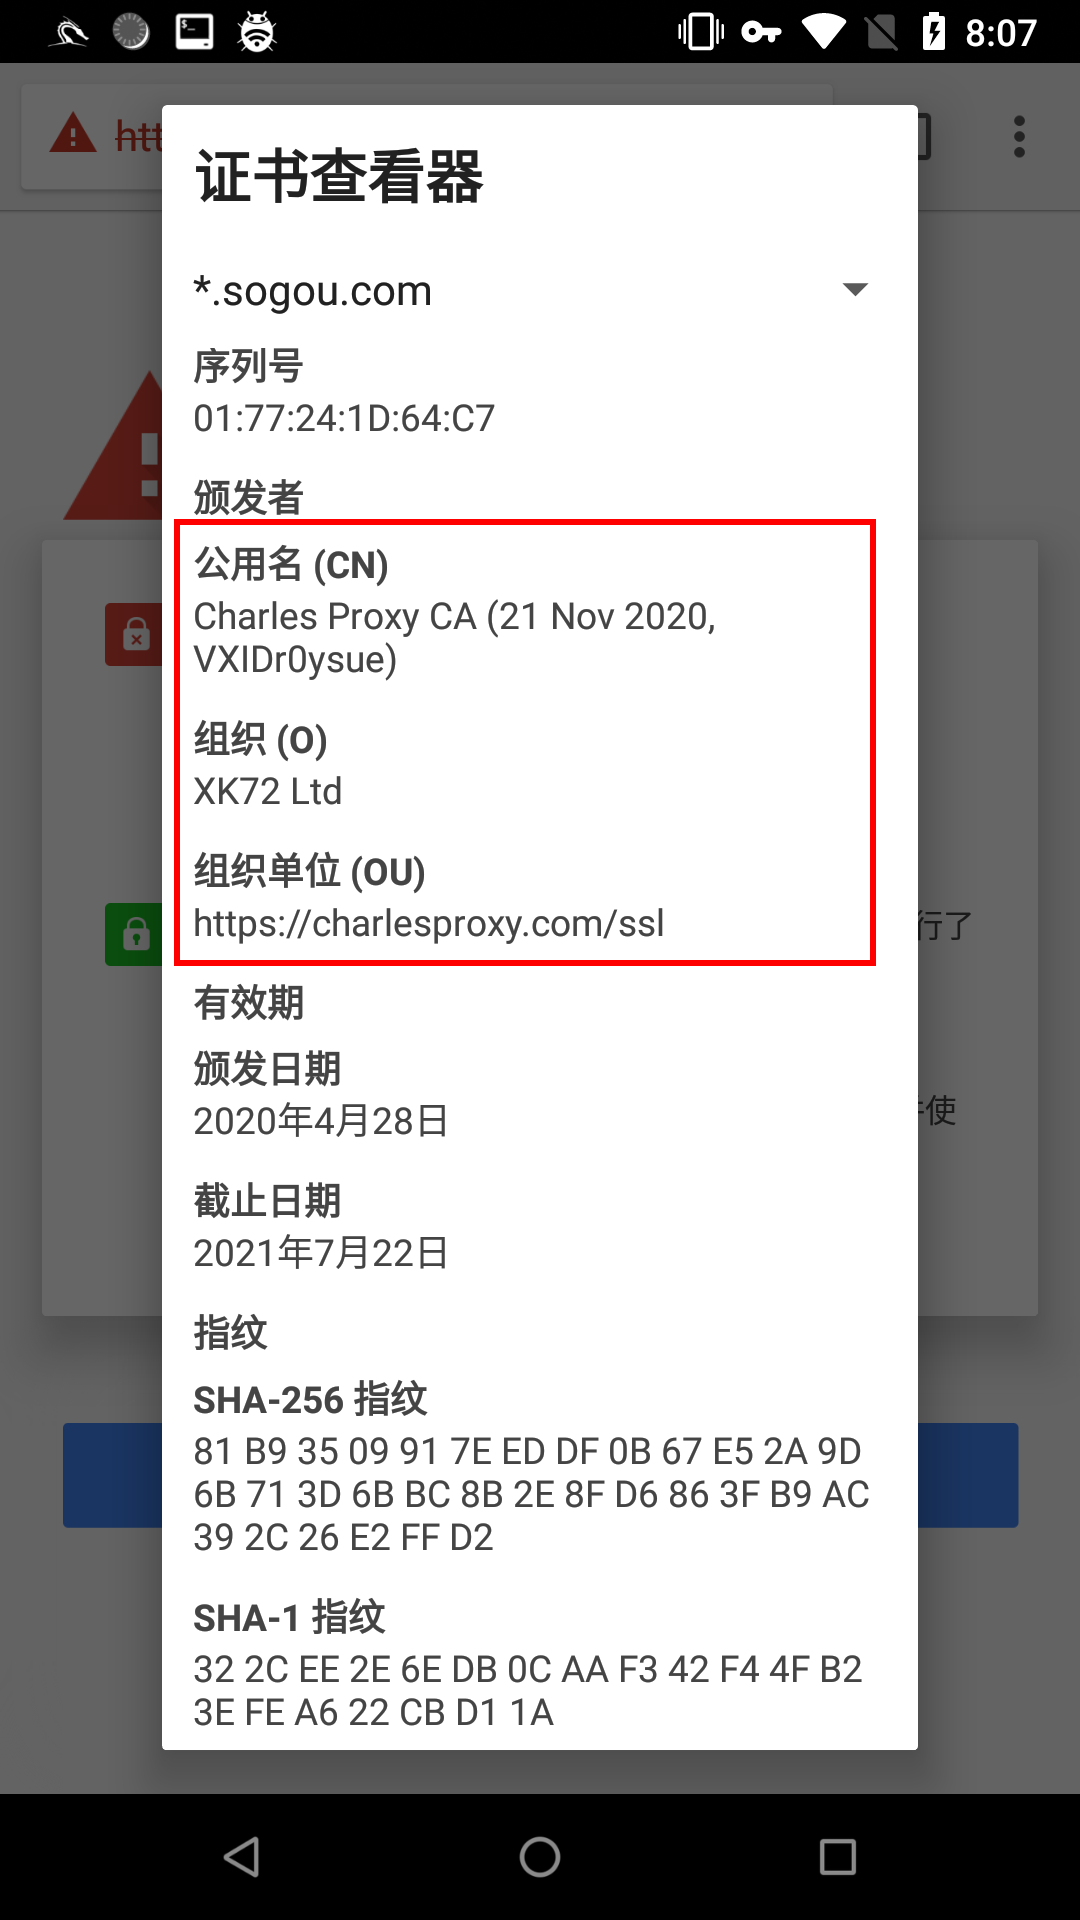 8:07
htt
证书查看器
*.sogou.com
序列号
01:77:24:1D:64:C7
颁发者
公用名 (CN)
Charles Proxy CA (21 Nov 2020,
VXIDr0ysue)
组织 (O)
XK72 Ltd
组织单位 (OU)
https://charlesproxy.com/ssl
行了
有效期
颁发日期
2020年4月28日
使
截止日期
2021年7月22日
指纹
SHA-256 指纹
81 B9 35 09 91 7E ED DF 0B 67 E5 2A 9D
6B 71 3D 6B BC 8B 2E 8F D6 86 3F B9 AC
39 2C 26 E2 FF D2
SHA-1 指纹
32 2C EE 2E 6E DB 0C AA F3 42 F4 4F B2
3E FE A6 22 CB D1 1A